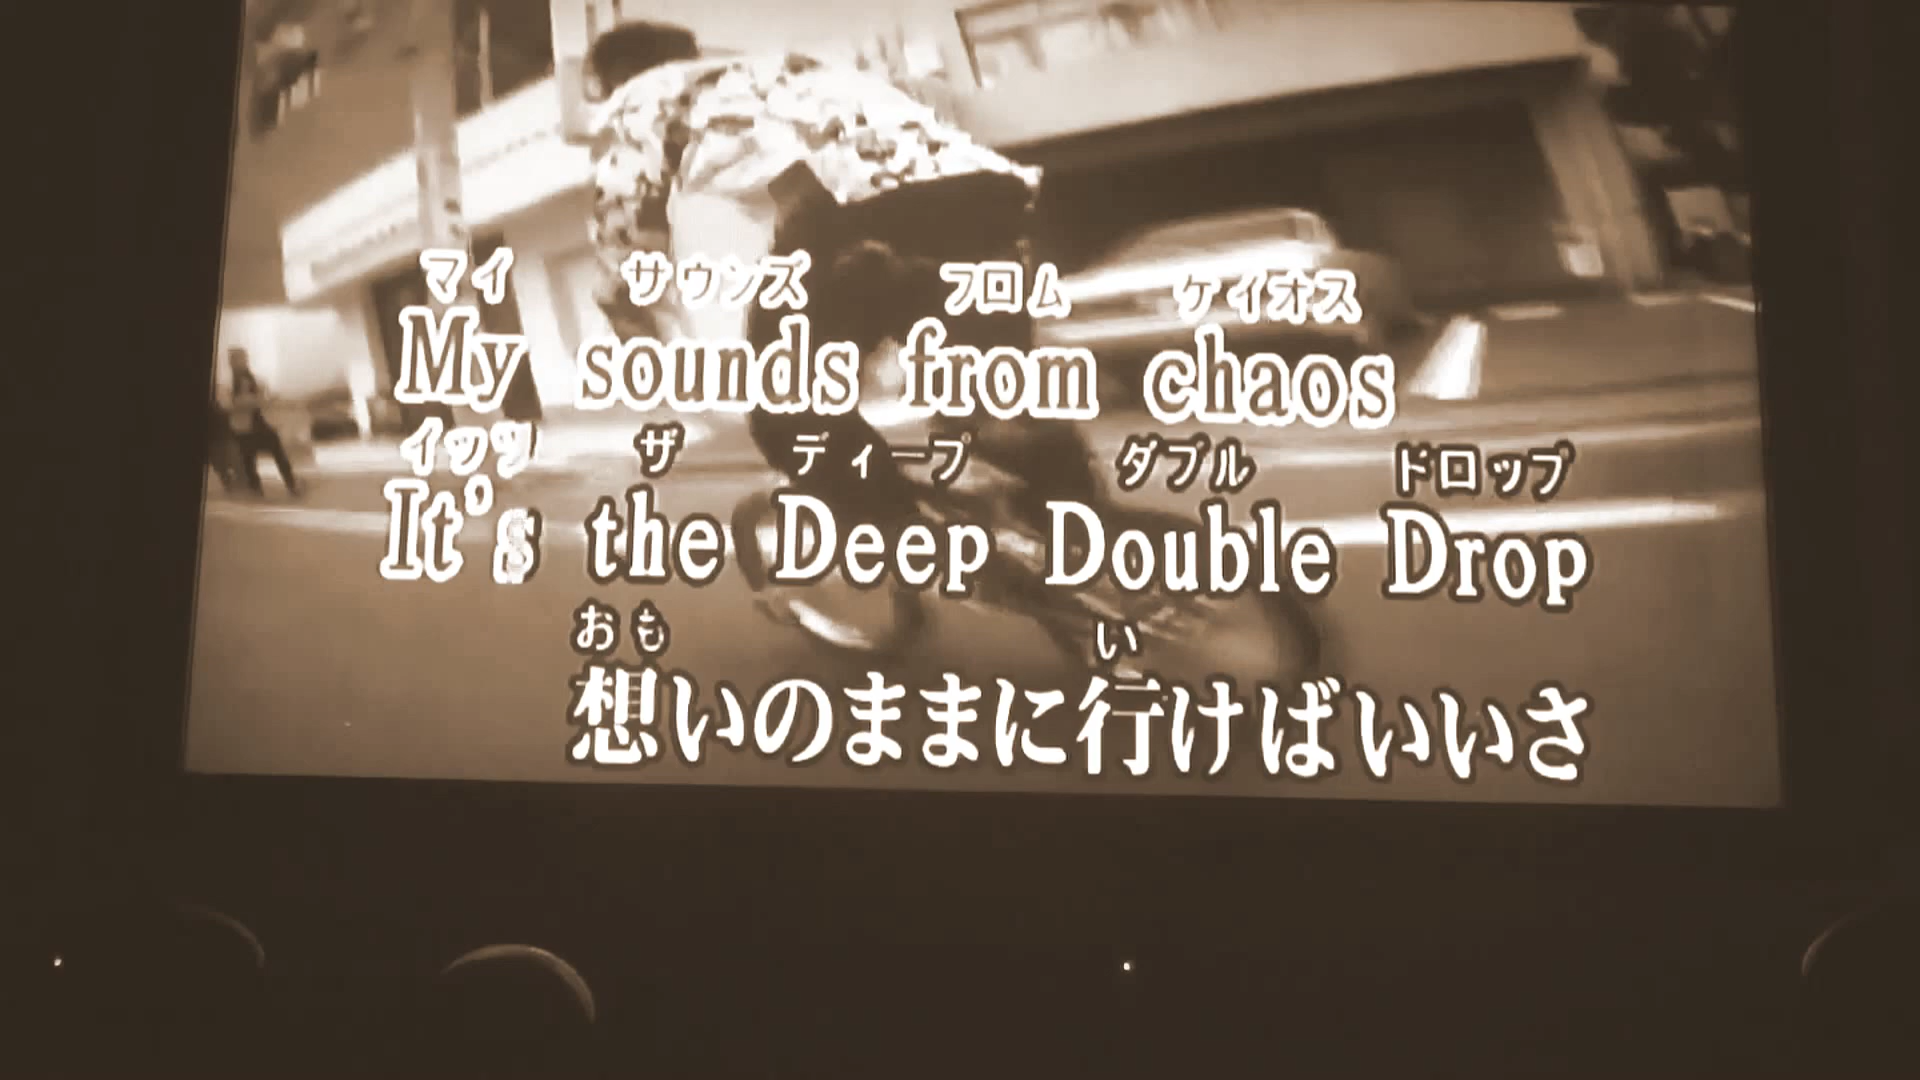 マイ サウンズ フロム ケイオス
My sounds from chaos
イッツ ザ ディープ ダブル ドロップ
It's the Deep Double Drop
おも い
想いのままに行けばいいさ